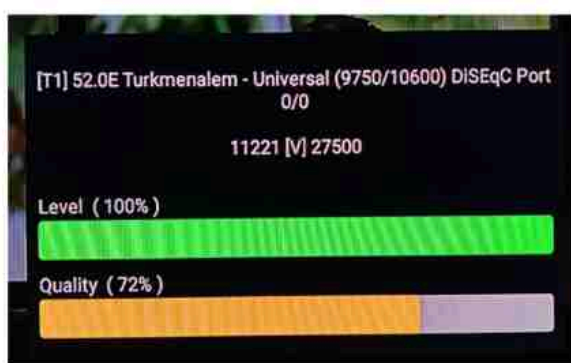 [T1] 52.0E Turkmenalem - Universal (9750/10600) DiSEqC Port
0/0
11221 [V] 27500
Level ( 100% )
Quality ( 72% )